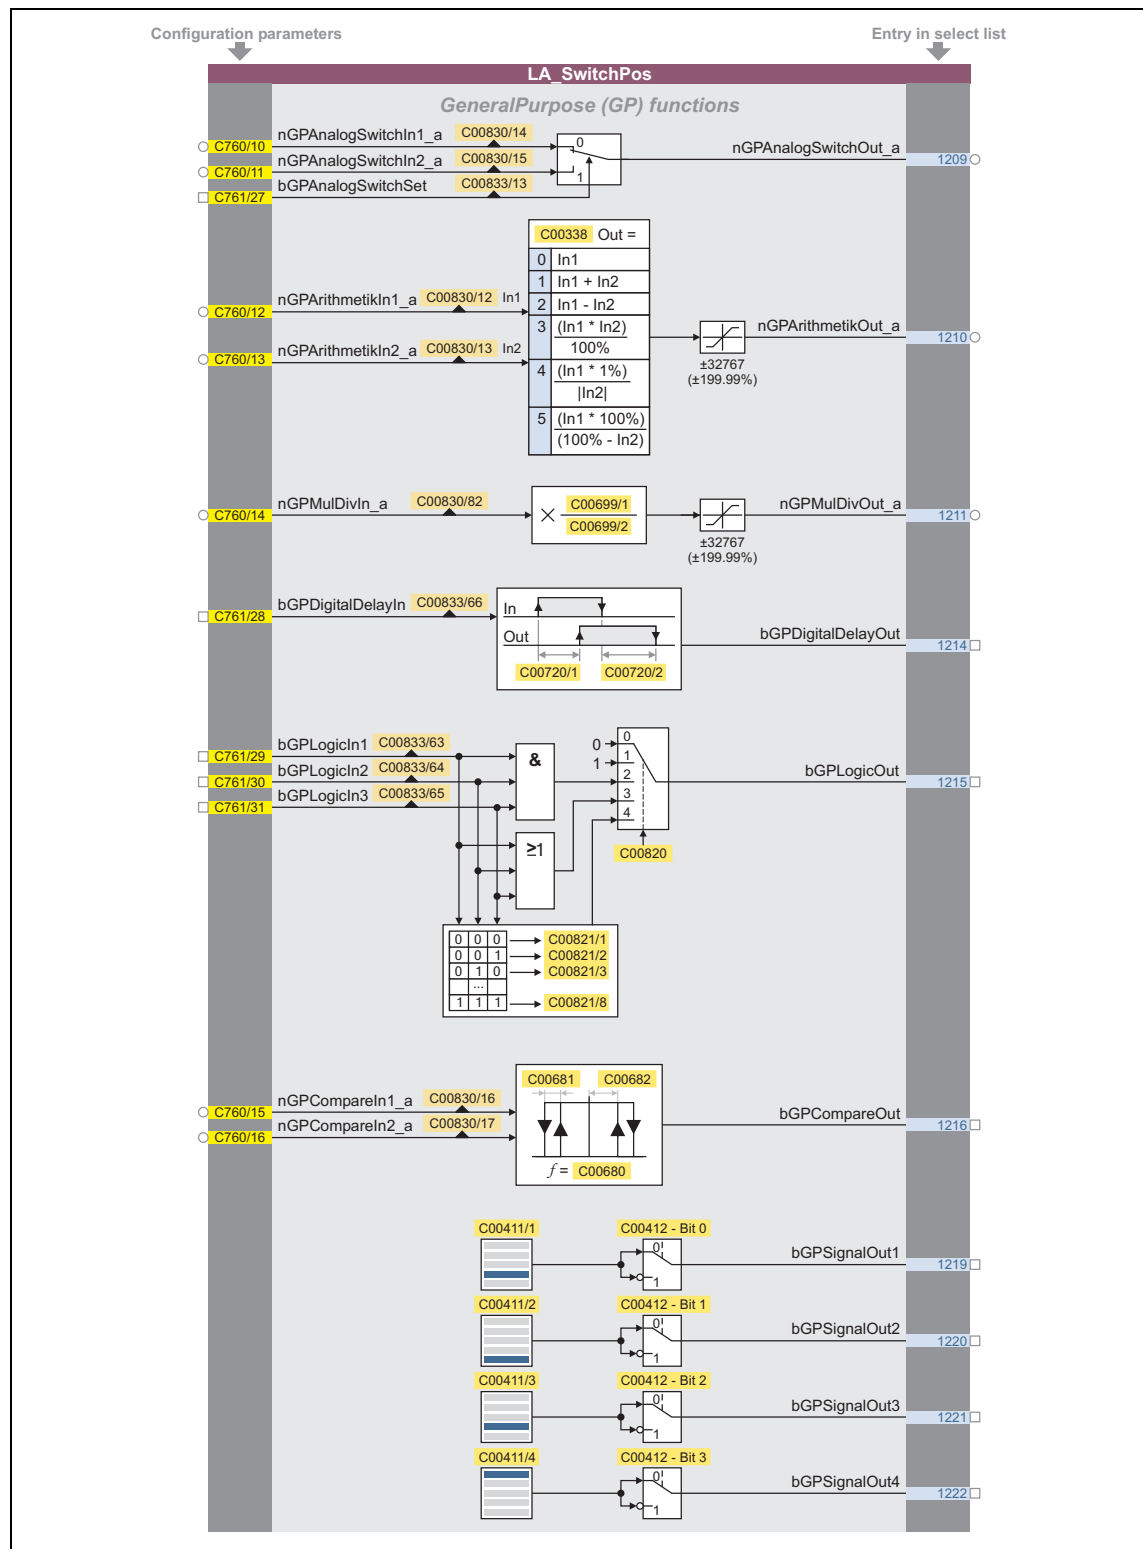 Configuration parameters
Entry in select list
LA_SwitchPos
GeneralPurpose (GP) functions
C760/10
nGPAnalogSwitchIn1_a
C00830/14
0
nGPAnalogSwitchOut_a
1209
C760/11
nGPAnalogSwitchIn2_a
C00830/15
1
C761/27
bGPAnalogSwitchSet
C00833/13
C00338 Out =
0 In1
1 In1 + In2
2 In1 - In2
3 (In1 * In2)
100%
4 (In1 * 1%)
|In2|
5 (In1 * 100%)
(100% - In2)
C760/12
nGPArithmetikIn1_a
C00830/12
In1
C760/13
nGPArithmetikIn2_a
C00830/13
In2
±32767
(±199.99%)
nGPArithmetikOut_a
1210
C760/14
nGPMulDivIn_a
C00830/82
× C00699/1
C00699/2
±32767
(±199.99%)
nGPMulDivOut_a
1211
C761/28
bGPDigitalDelayIn
C00833/66
In
Out
C00720/1
C00720/2
bGPDigitalDelayOut
1214
C761/29
bGPLogicIn1
C00833/63
C761/30
bGPLogicIn2
C00833/64
C761/31
bGPLogicIn3
C00833/65
&
≥1
0
1
0
1
2
3
4
C00820
bGPLogicOut
1215
0 0 0 C00821/1
0 0 1 C00821/2
0 1 0 C00821/3
...
1 1 1 C00821/8
C760/15
nGPCompareIn1_a
C00830/16
C760/16
nGPCompareIn2_a
C00830/17
C00681
C00682
f = C00680
bGPCompareOut
1216
C00411/1
C00412 - Bit 0
0
1
bGPSignalOut1
1219
C00411/2
C00412 - Bit 1
0
1
bGPSignalOut2
1220
C00411/3
C00412 - Bit 2
0
1
bGPSignalOut3
1221
C00411/4
C00412 - Bit 3
0
1
bGPSignalOut4
1222